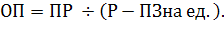 ОП = ПР ÷ (Р − ПЗна ед. ).